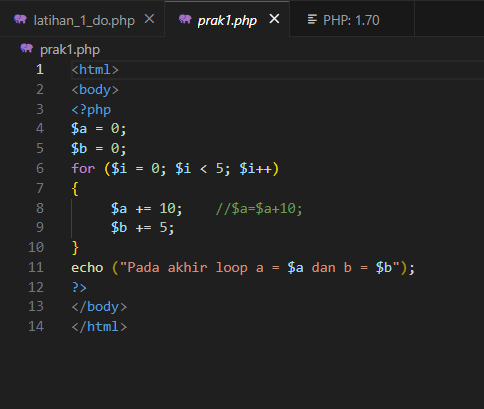 latihan_1_do.php
prak1.php
PHP: 1.70
prak1.php
1 <html>
2 <body>
3 <?php
4 $a = 0;
5 $b = 0;
6 for ($i = 0; $i < 5; $i++)
7 {
8 $a += 10; //$a=$a+10;
9 $b += 5;
10 }
11 echo ("Pada akhir loop a = $a dan b = $b");
12 ?>
13 </body>
14 </html>